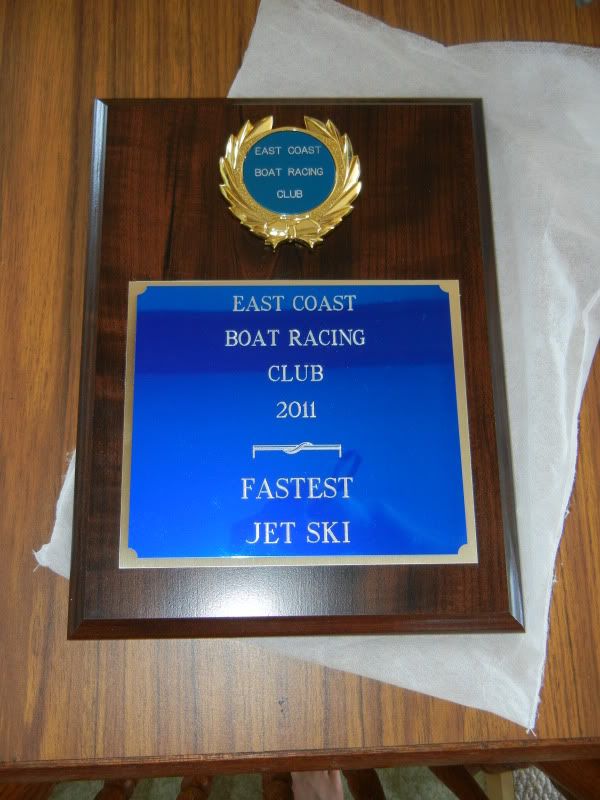 EAST COAST
BOAT RACING
CLUB
EAST COAST
BOAT RACING
CLUB
2011
FASTEST
JET SKI